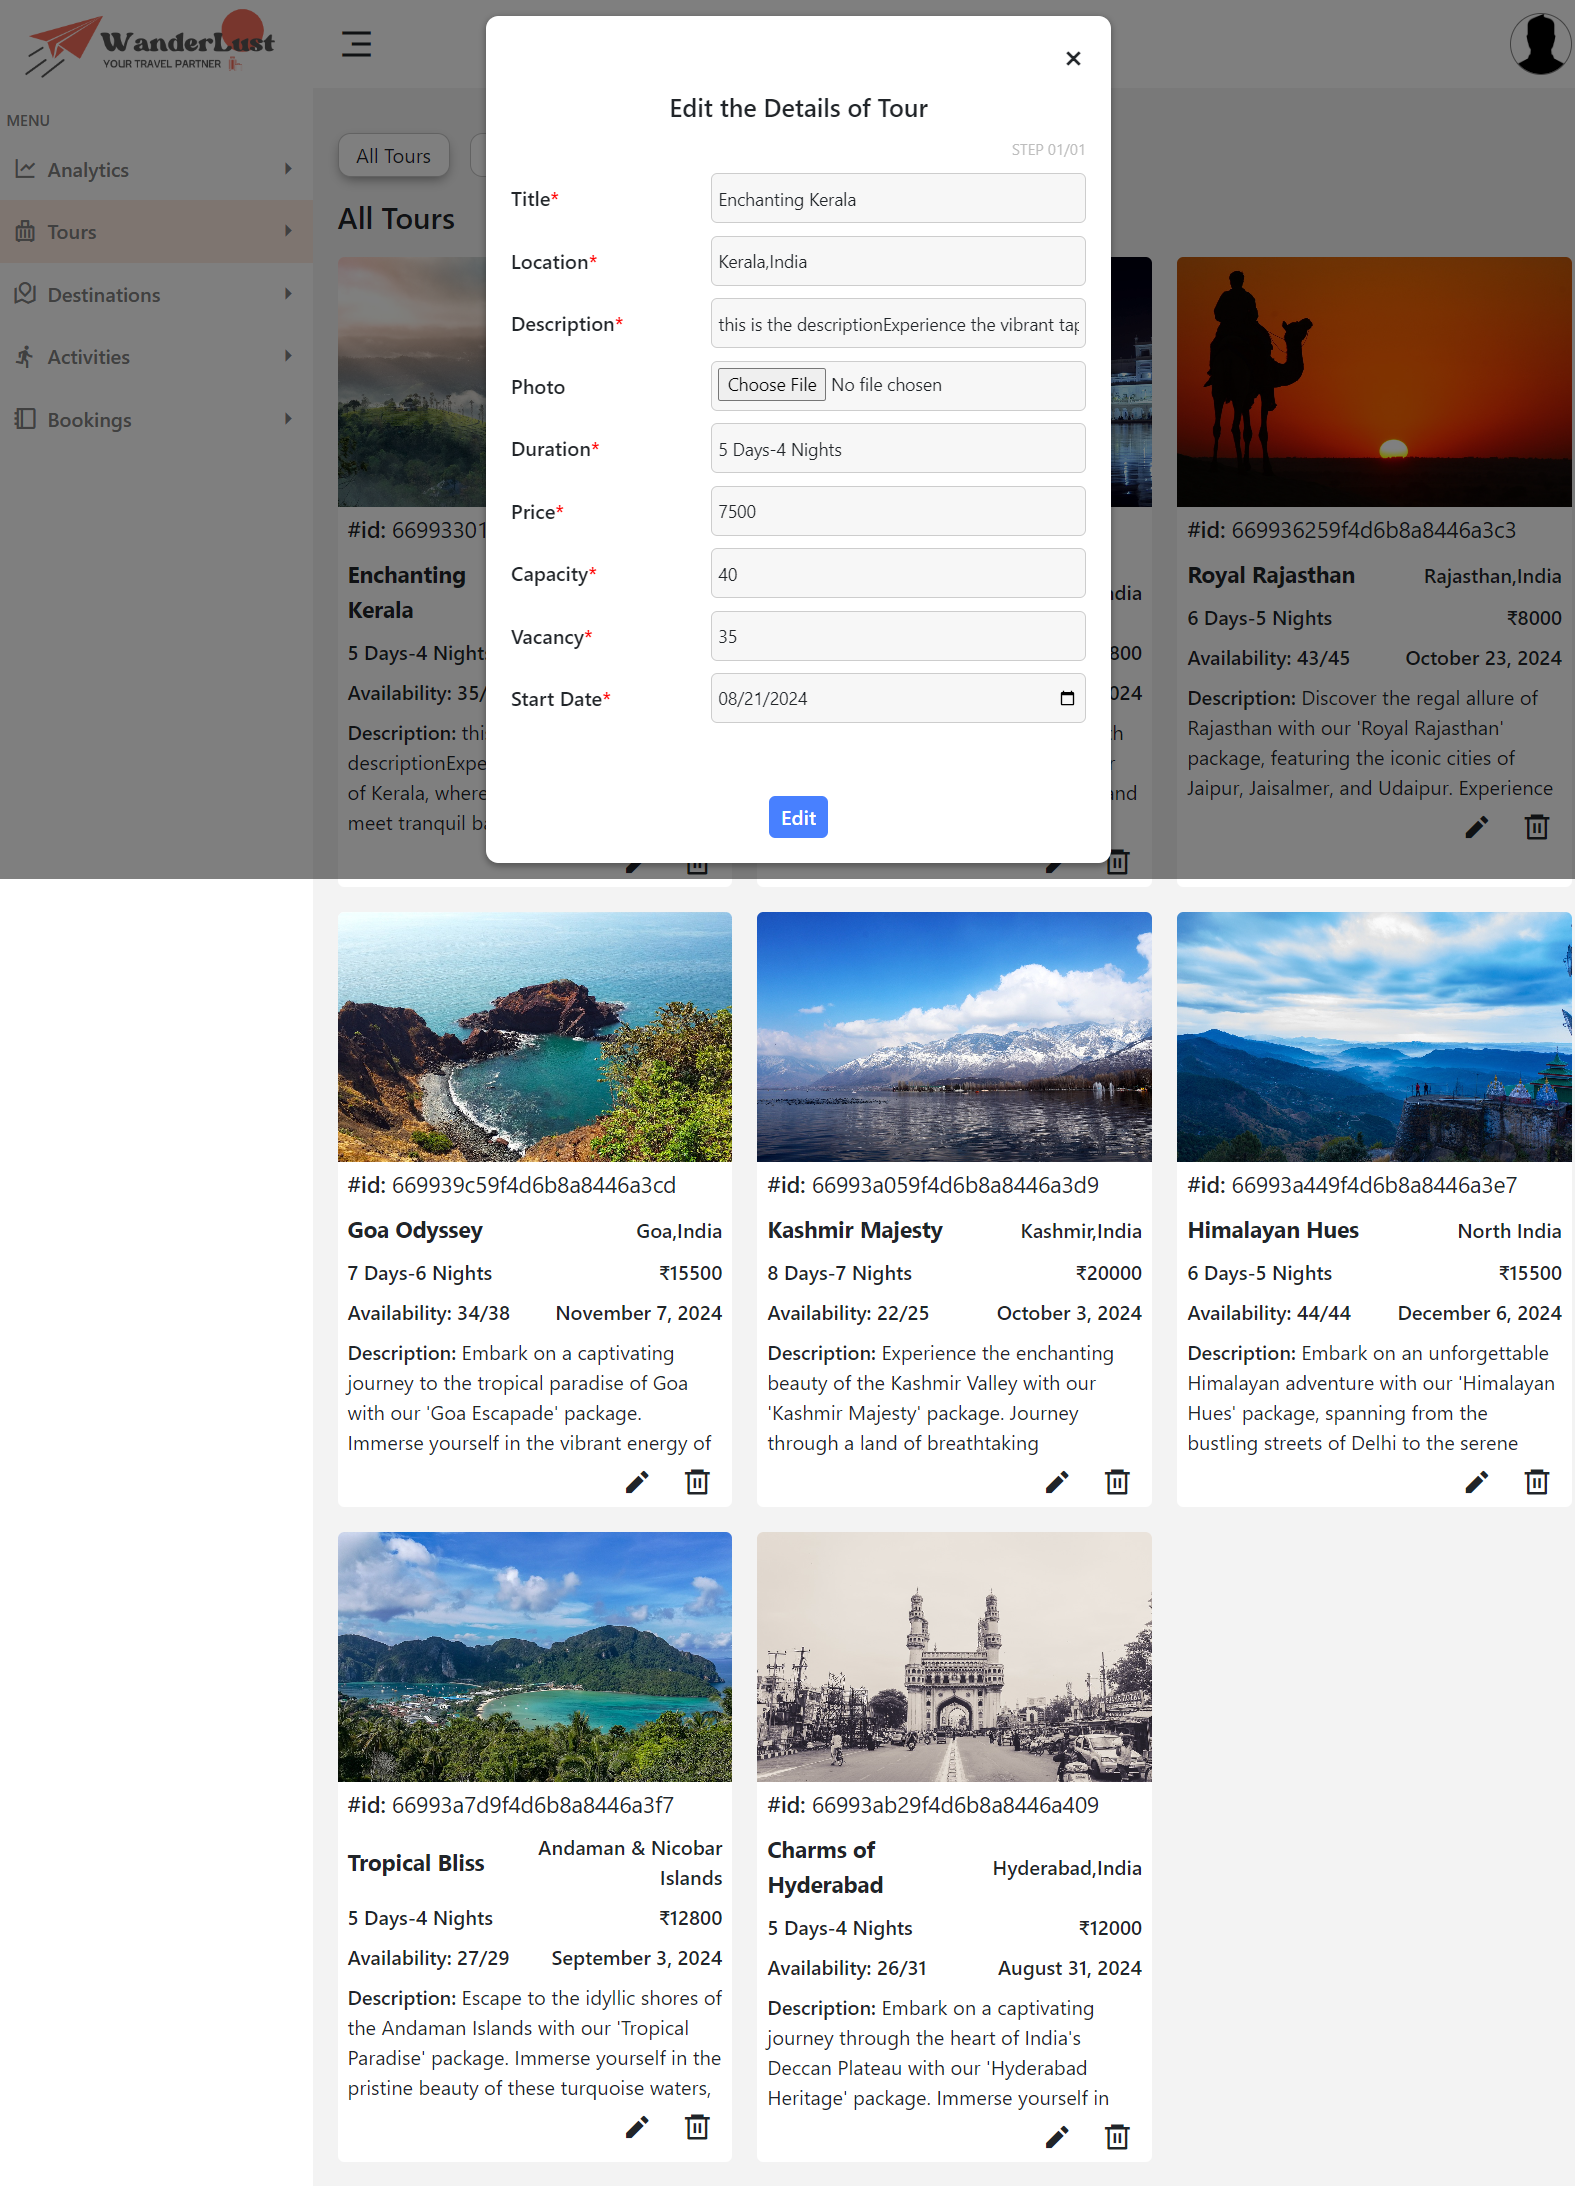 WanderLust
YOUR TRAVEL PARTNER
MENU
Analytics
Tours
Destinations
Activities
Bookings
All Tours
All Tours
Edit the Details of Tour
STEP 01/01
Title*
Enchanting Kerala
Location*
Kerala,India
Description*
this is the descriptionExperience the vibrant tap
Photo
Choose File No file chosen
Duration*
5 Days-4 Nights
Price*
7500
Capacity*
40
Vacancy*
35
Start Date*
08/21/2024
Edit
#id: 66993301
Enchanting
Kerala
5 Days-4 Night
Availability: 35/
Description: thi
descriptionExpe
of Kerala, where
meet tranquil b
ndia
800
024
and
#id: 669936259f4d6b8a8446a3c3
Royal Rajasthan Rajasthan,India
6 Days-5 Nights ₹8000
Availability: 43/45 October 23, 2024
Description: Discover the regal allure of
Rajasthan with our 'Royal Rajasthan'
package, featuring the iconic cities of
Jaipur, Jaisalmer, and Udaipur. Experience
#id: 669939c59f4d6b8a8446a3cd
Goa Odyssey Goa,India
7 Days-6 Nights ₹15500
Availability: 34/38 November 7, 2024
Description: Embark on a captivating
journey to the tropical paradise of Goa
with our 'Goa Escapade' package.
Immerse yourself in the vibrant energy of
#id: 66993a059f4d6b8a8446a3d9
Kashmir Majesty Kashmir,India
8 Days-7 Nights ₹20000
Availability: 22/25 October 3, 2024
Description: Experience the enchanting
beauty of the Kashmir Valley with our
'Kashmir Majesty' package. Journey
through a land of breathtaking
#id: 66993a449f4d6b8a8446a3e7
Himalayan Hues North India
6 Days-5 Nights ₹15500
Availability: 44/44 December 6, 2024
Description: Embark on an unforgettable
Himalayan adventure with our 'Himalayan
Hues' package, spanning from the
bustling streets of Delhi to the serene
#id: 66993a7d9f4d6b8a8446a3f7
Tropical Bliss Andaman & Nicobar
Islands
5 Days-4 Nights ₹12800
Availability: 27/29 September 3, 2024
Description: Escape to the idyllic shores of
the Andaman Islands with our 'Tropical
Paradise' package. Immerse yourself in the
pristine beauty of these turquoise waters,
#id: 66993ab29f4d6b8a8446a409
Charms of
Hyderabad Hyderabad,India
5 Days-4 Nights ₹12000
Availability: 26/31 August 31, 2024
Description: Embark on a captivating
journey through the heart of India's
Deccan Plateau with our 'Hyderabad
Heritage' package. Immerse yourself in